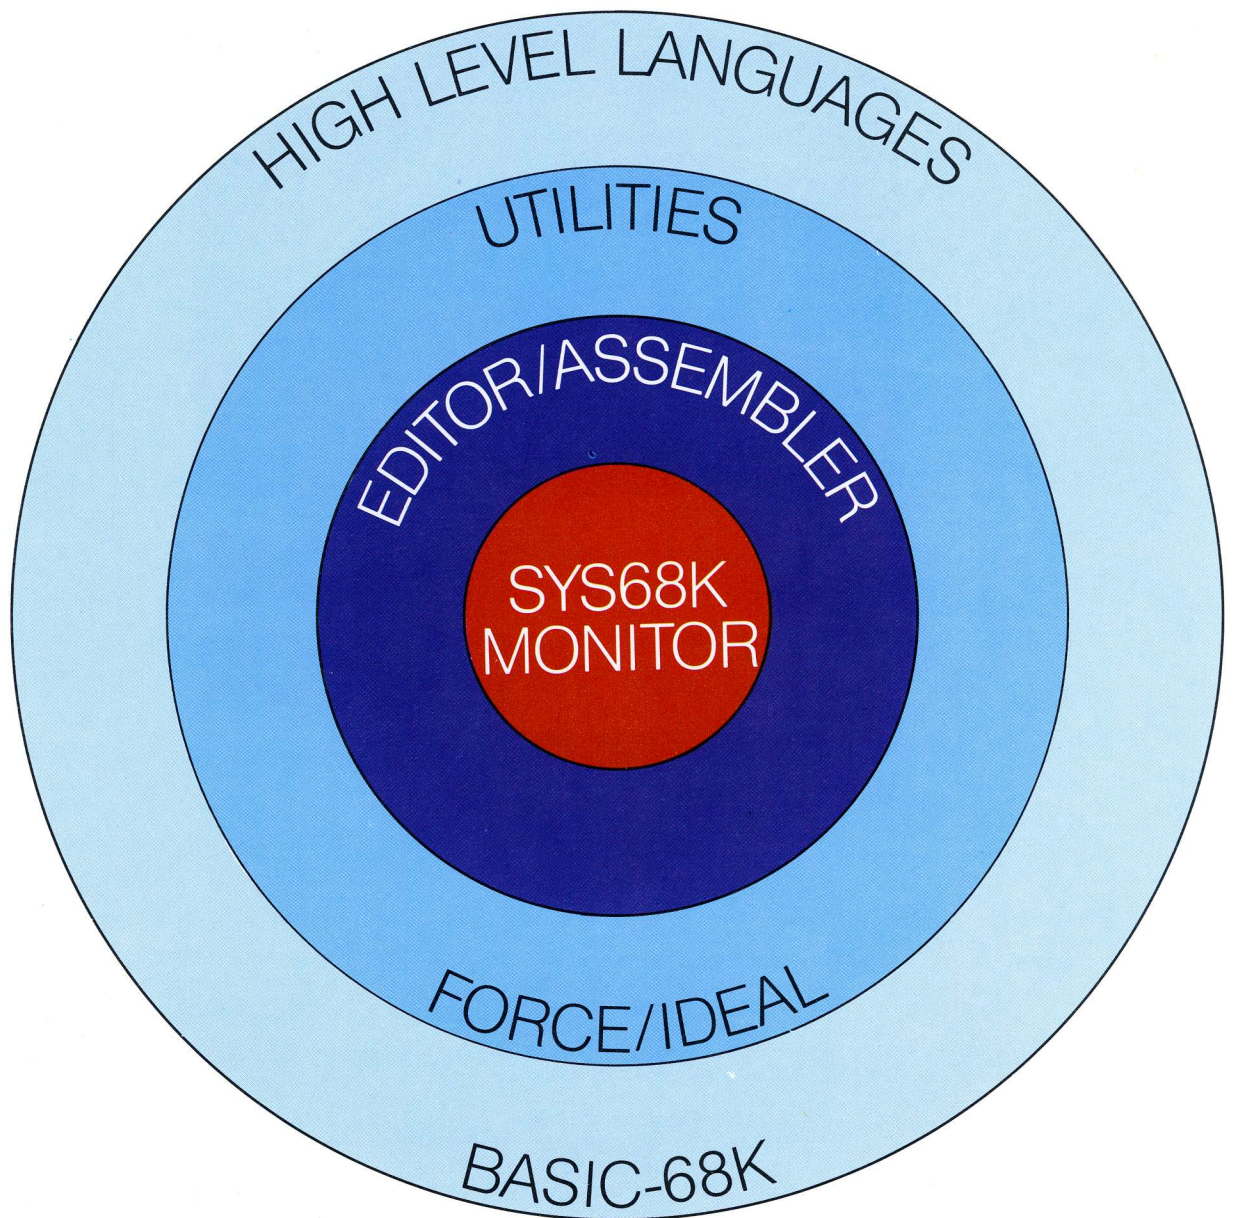 HIGH LEVEL LANGUAGES
UTILITIES
EDITOR/ASSEMBLER
SYS68K
MONITOR
FORCE/IDEAL
BASIC-68K